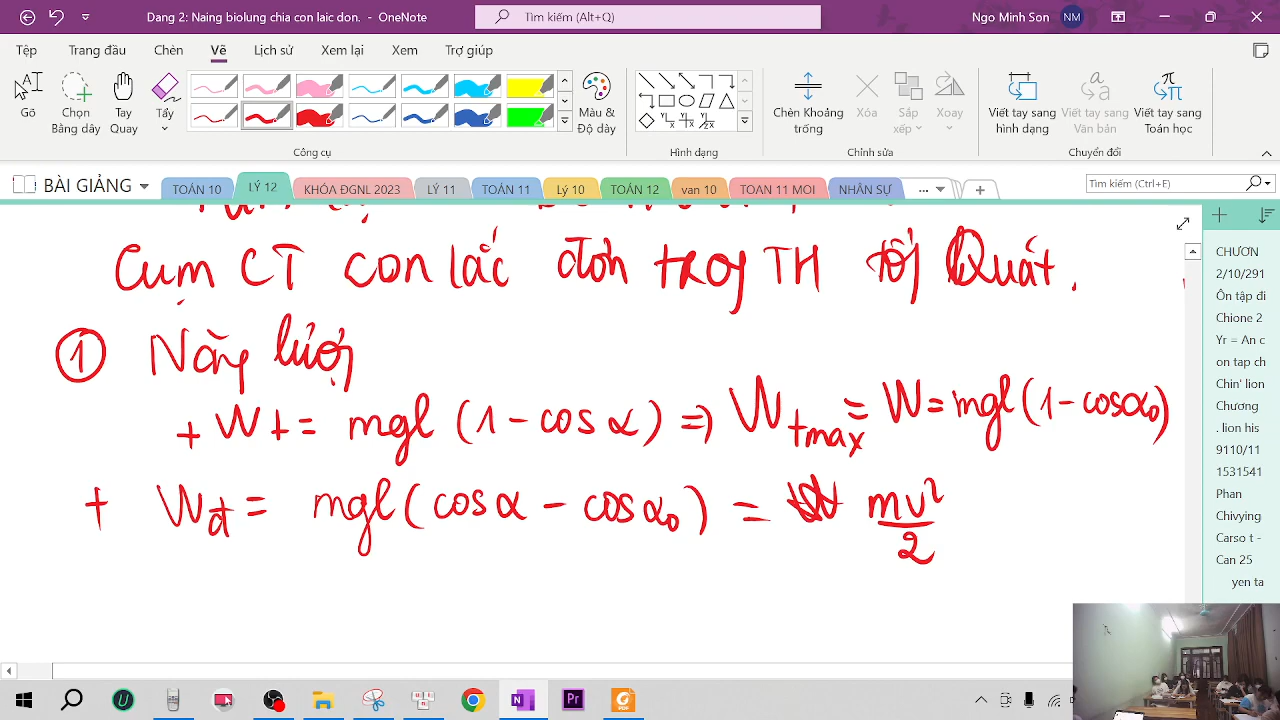 Dang 2: Năng biolung chia con laic don. - OneNote
Tìm kiếm (Alt+Q)
Ngo Minh Son
NM
Tệp Trang đầu Chèn Vẽ Lịch sử Xem lại Xem Trợ giúp
Gõ
Chọn Bằng dây
Tay Quay
Tẩy
Màu & Độ dày
Chèn Khoảng trống
Xóa
Sắp xếp
Xoay
Viết tay sang hình dạng
Viết tay sang Văn bản
Viết tay sang Toán học
Công cụ
Hình dạng
Chỉnh sửa
Chuyển đổi
BÀI GIẢNG
TOÁN 10
LÝ 12
KHÓA ĐGNL 2023
LÝ 11
TOÁN 11
Lý 10
TOÁN 12
van 10
TOAN 11 MOI
NHÂN SỰ
...
Tìm kiếm (Ctrl+E)
Cụm CT con lắc đơn trong TH tổng Quát.
① Năng lượng
+ Wt = mgl (1 - cos α) => Wtmax = W = mgl (1 - cosα₀)
+ Wđ = mgl (cos α - cos α₀) = mv²/2
CHƯƠN
2/10/291
Ôn tập di
Chione 2
Yr = An c
on tap ch
Chin' lion
Chương
. lion his
9110/11
1531541
Phan
Chivying
Carso t -
Can 25
yen ta